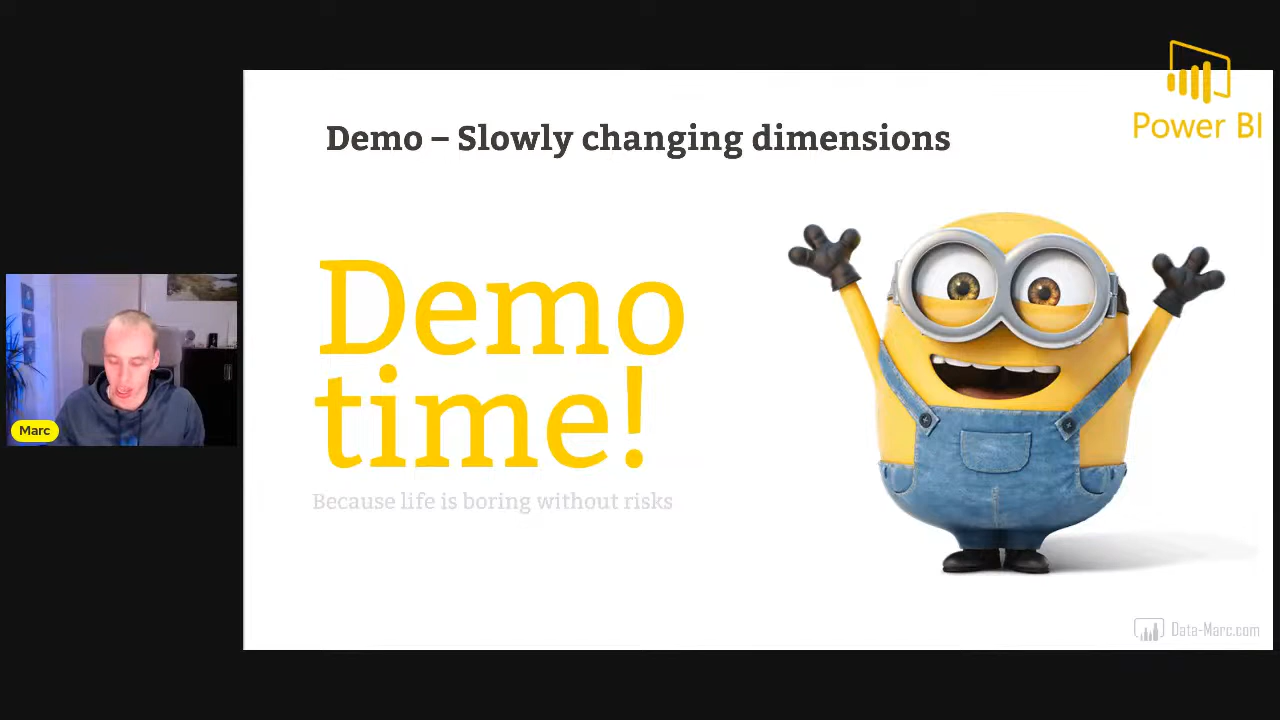 Power BI
Demo – Slowly changing dimensions
Demo
time!
Because life is boring without risks
Marc
Data-Marc.com